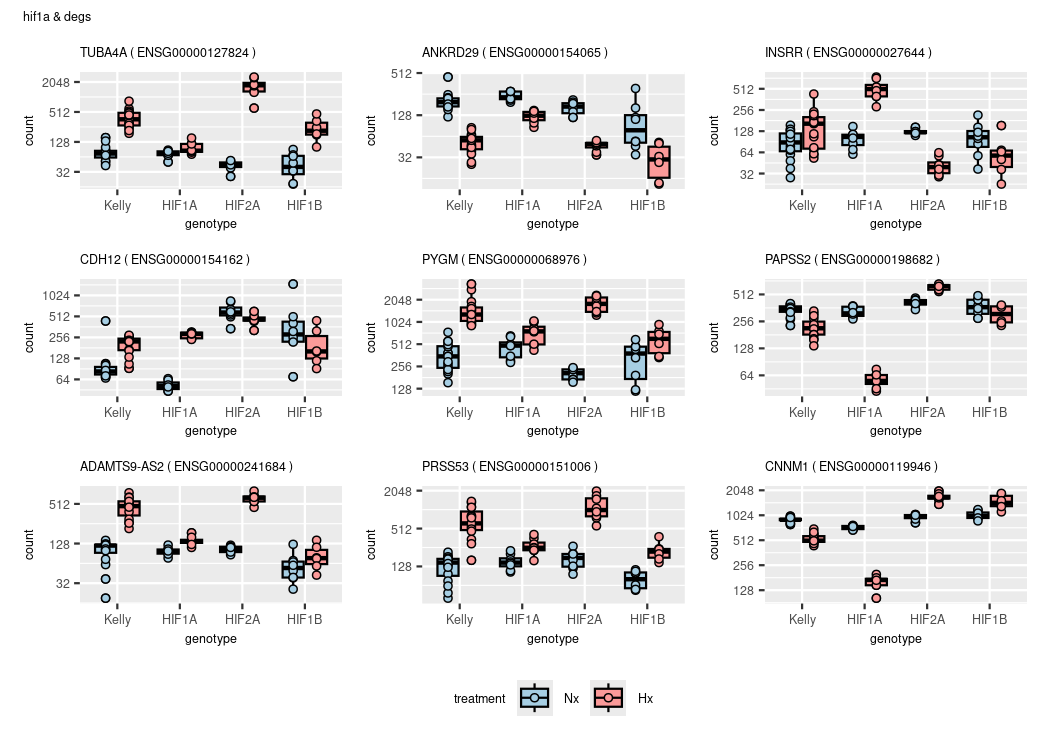 hif1a & degs
TUBA4A ( ENSG00000127824 )
count
2048
512
128
32
Kelly HIF1A HIF2A HIF1B
genotype
ANKRD29 ( ENSG00000154065 )
count
512
128
32
Kelly HIF1A HIF2A HIF1B
genotype
INSRR ( ENSG00000027644 )
count
512
256
128
64
32
Kelly HIF1A HIF2A HIF1B
genotype
CDH12 ( ENSG00000154162 )
count
1024
512
256
128
64
Kelly HIF1A HIF2A HIF1B
genotype
PYGM ( ENSG00000068976 )
count
2048
1024
512
256
128
Kelly HIF1A HIF2A HIF1B
genotype
PAPSS2 ( ENSG00000198682 )
count
512
256
128
64
Kelly HIF1A HIF2A HIF1B
genotype
ADAMTS9-AS2 ( ENSG00000241684 )
count
512
128
32
Kelly HIF1A HIF2A HIF1B
genotype
PRSS53 ( ENSG00000151006 )
count
2048
512
128
Kelly HIF1A HIF2A HIF1B
genotype
CNNM1 ( ENSG00000119946 )
count
2048
1024
512
256
128
Kelly HIF1A HIF2A HIF1B
genotype
treatment Nx Hx